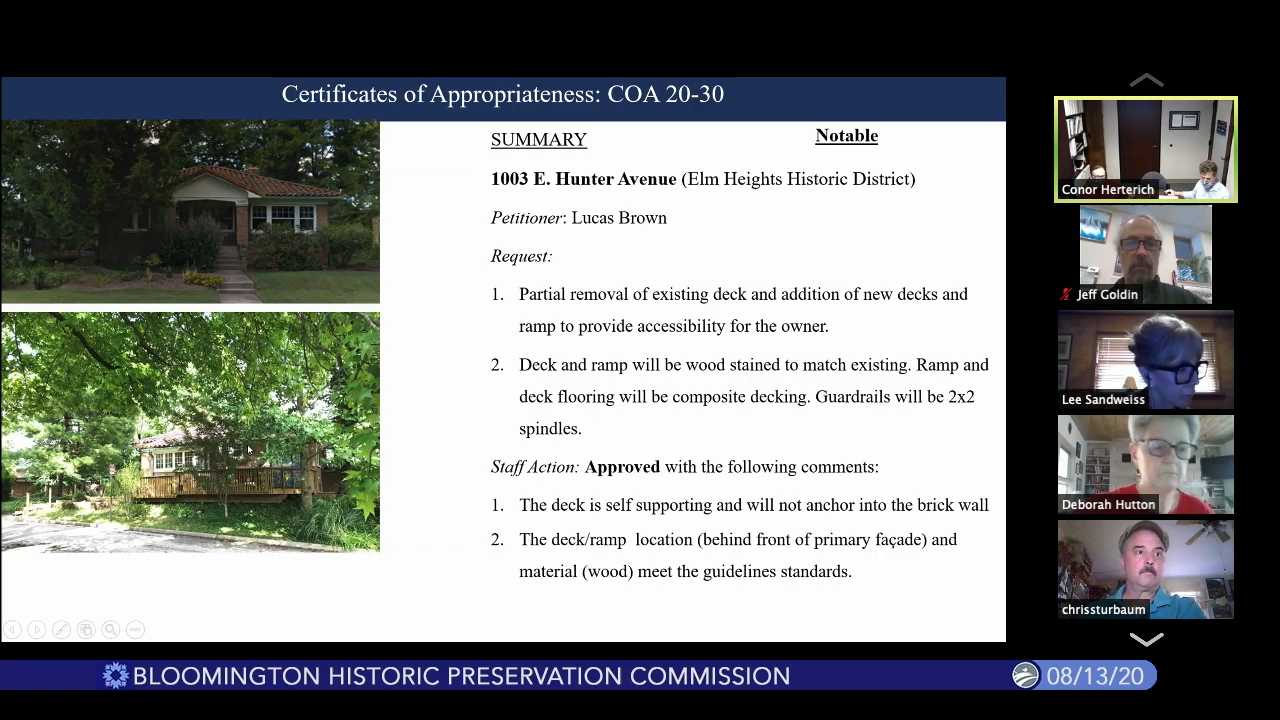 Certificates of Appropriateness: COA 20-30
SUMMARY
Notable
1003 E. Hunter Avenue (Elm Heights Historic District)
Petitioner: Lucas Brown
Request:
1. Partial removal of existing deck and addition of new decks and
ramp to provide accessibility for the owner.
2. Deck and ramp will be wood stained to match existing. Ramp and
deck flooring will be composite decking. Guardrails will be 2x2
spindles.
Staff Action: Approved with the following comments:
1. The deck is self supporting and will not anchor into the brick wall
2. The deck/ramp location (behind front of primary façade) and
material (wood) meet the guidelines standards.
Conor Herterich
Jeff Goldin
Lee Sandweiss
Deborah Hutton
chrissturbaum
BLOOMINGTON HISTORIC PRESERVATION COMMISSION
08/13/20